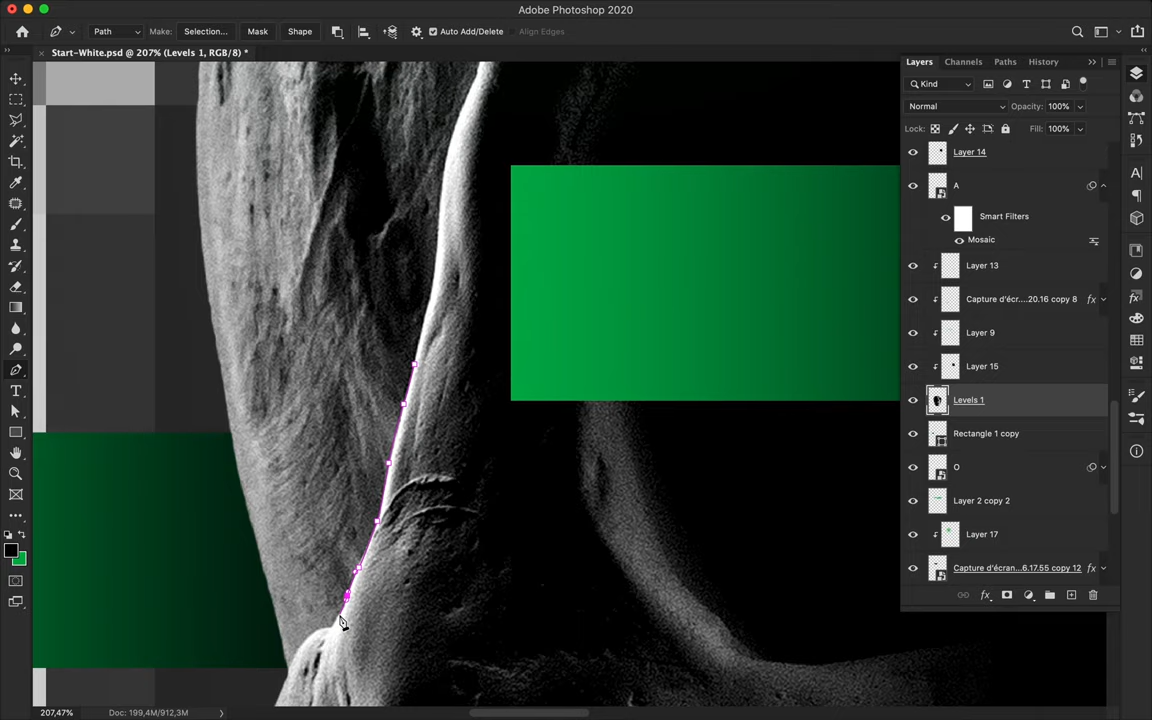 Adobe Photoshop 2020
Path
Make:
Selection...
Mask
Shape
Auto Add/Delete
Align Edges
Start-White.psd @ 207% (Levels 1, RGB/8) *
Layers
Channels
Paths
History
Kind
Normal
Opacity: 100%
Lock:
Fill: 100%
Layer 14
A
Smart Filters
Mosaic
Layer 13
Capture d'écr....20.16 copy 8
fx
Layer 9
Layer 15
Levels 1
Rectangle 1 copy
O
Layer 2 copy 2
Layer 17
Capture d'écran...6.17.55 copy 12
fx
207,47%
Doc: 199,4M/912,3M